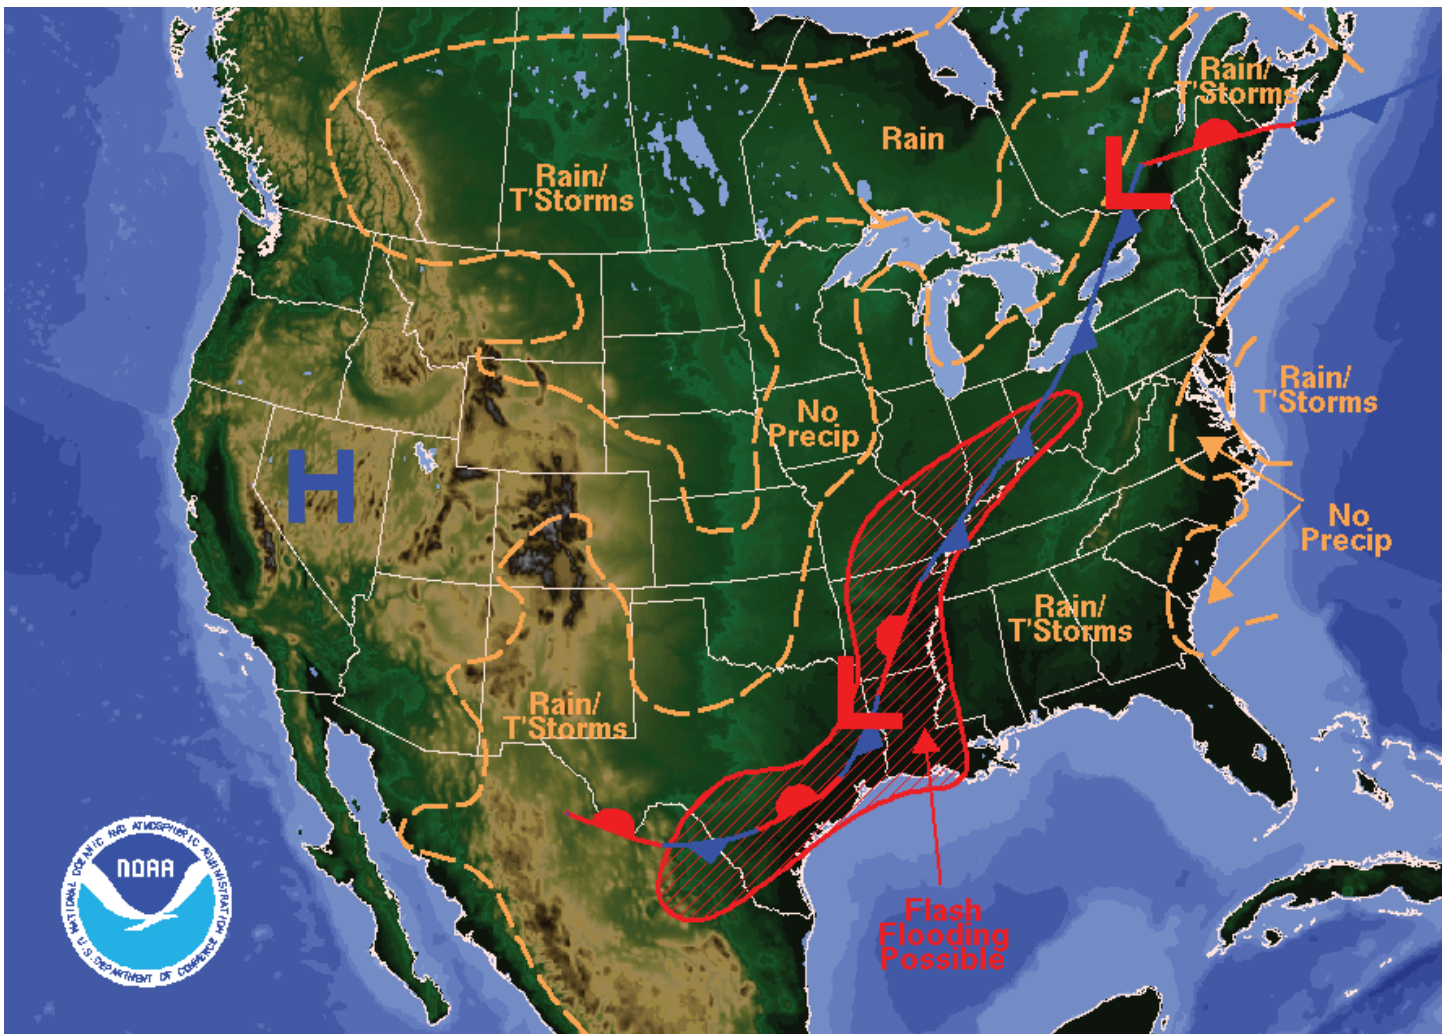 Rain/
T'Storms
Rain
L
Rain/
T'Storms
Rain/
T'Storms
No
Precip
H
No
Precip
Rain/
T'Storms
L
Rain/
T'Storms
Flash
Flooding
Possible
NATIONAL OCEANIC AND ATMOSPHERIC ADMINISTRATION
NOAA
U.S. DEPARTMENT OF COMMERCE